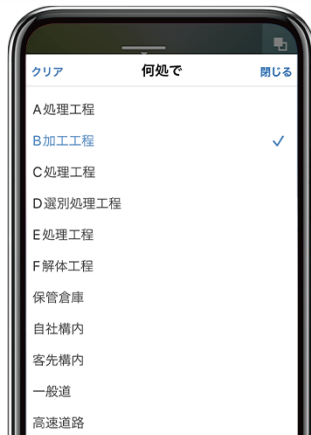 クリア 何処で 閉じる
A処理工程
B加工工程
C処理工程
D選別処理工程
E処理工程
F解体工程
保管倉庫
自社構内
客先構内
一般道
高速道路